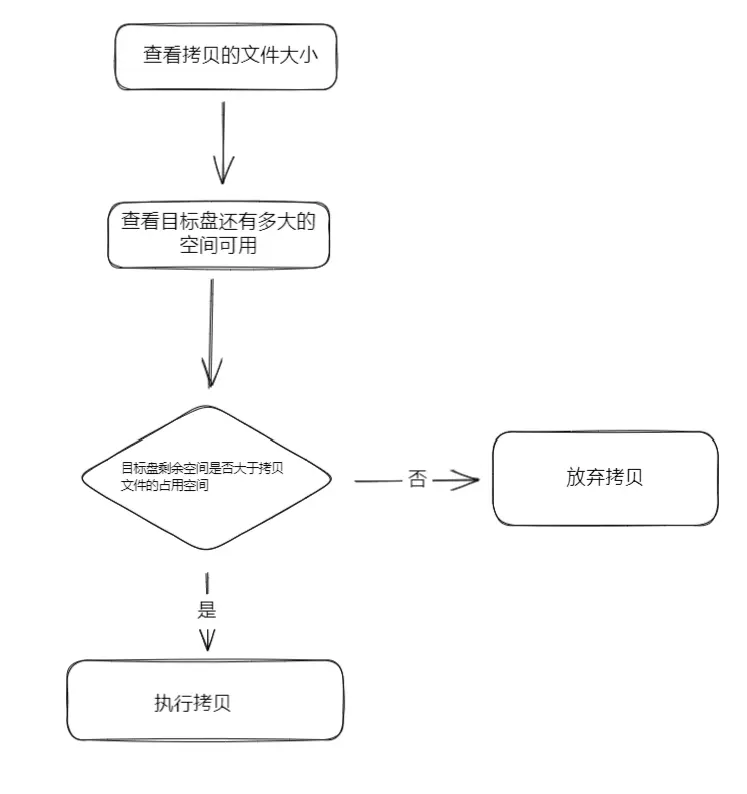 查看拷贝的文件大小
查看目标盘还有多大的
空间可用
目标盘剩余空间是否大于拷贝
文件的占用空间
否
放弃拷贝
是
执行拷贝